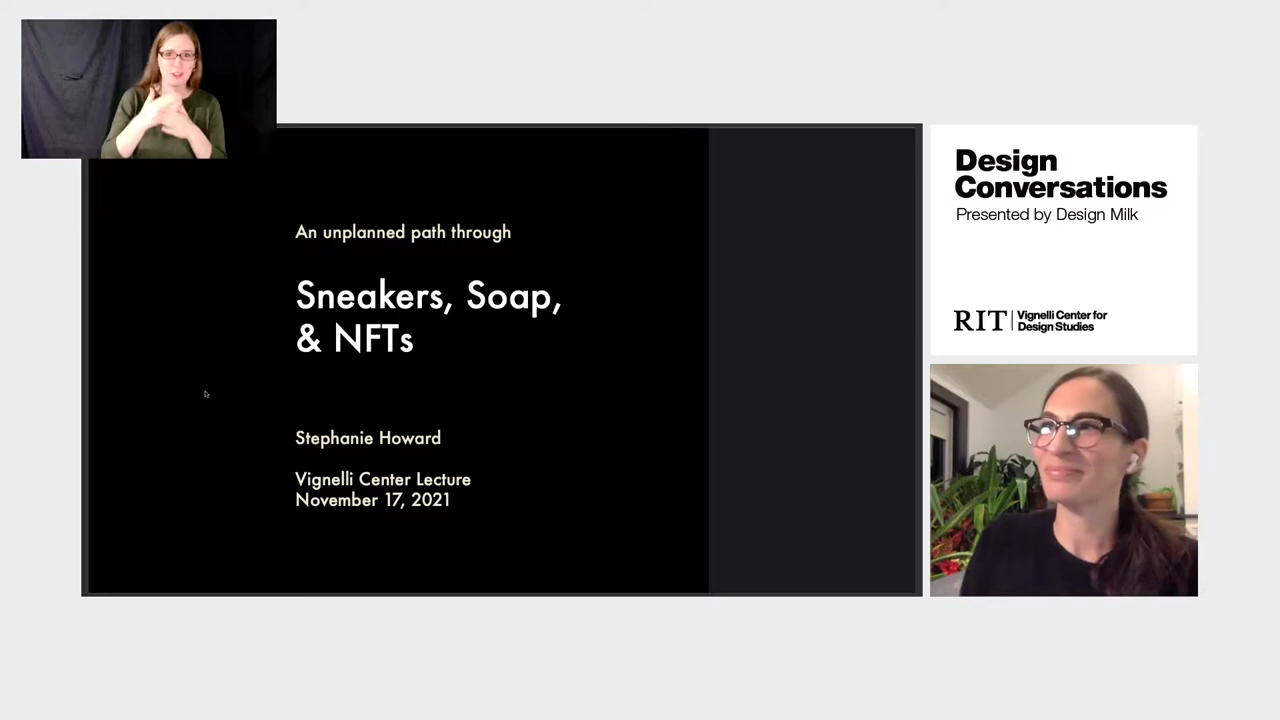 An unplanned path through
Sneakers, Soap,
& NFTs
Stephanie Howard
Vignelli Center Lecture
November 17, 2021
Design
Conversations
Presented by Design Milk
RIT | Vignelli Center for
Design Studies